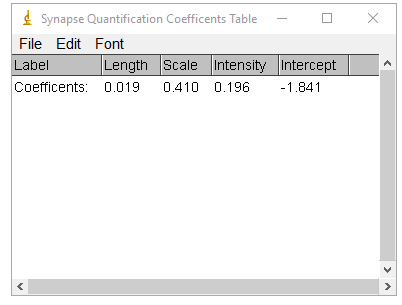 Synapse Quantification Coefficents Table
File Edit Font
Label Length Scale Intensity Intercept
Coefficents: 0.019 0.410 0.196 -1.841